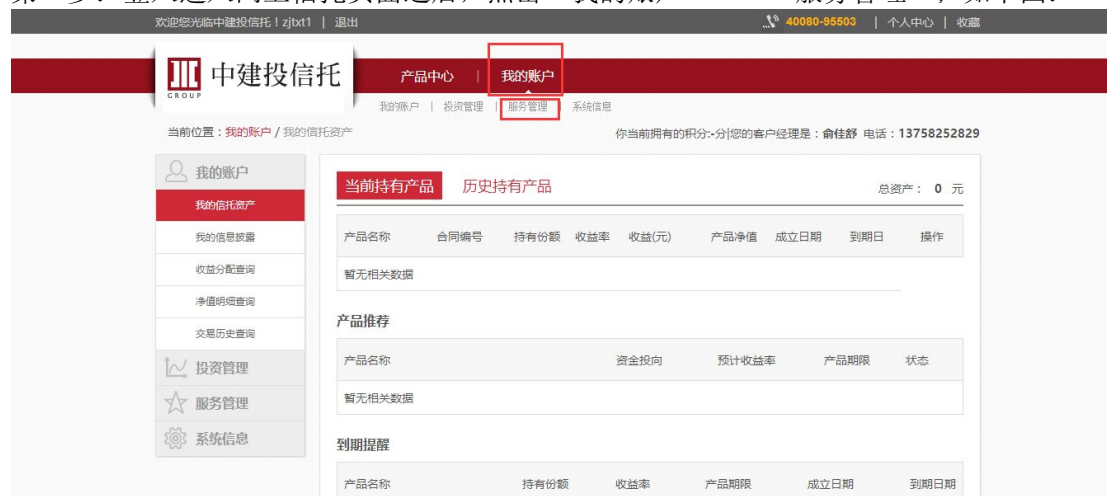 欢迎您光临中建投信托！zjtxt1 | 退出 40080-95503 | 个人中心 | 收藏
中建投信托 产品中心 | 我的账户
GROUP
我的账户 | 投资管理 | 服务管理 | 系统信息
当前位置：我的账户 / 我的信托资产 你当前拥有的积分:-分|您的客户经理是：俞佳舒 电话：13758252829
我的账户
我的信托资产
我的信息披露
收益分配查询
净值明细查询
交易历史查询
投资管理
服务管理
系统信息
当前持有产品 历史持有产品 总资产： 0 元
产品名称 合同编号 持有份额 收益率 收益(元) 产品净值 成立日期 到期日 操作
暂无相关数据
产品推荐
产品名称 资金投向 预计收益率 产品期限 状态
暂无相关数据
到期提醒
产品名称 持有份额 收益率 产品期限 成立日期 到期日期